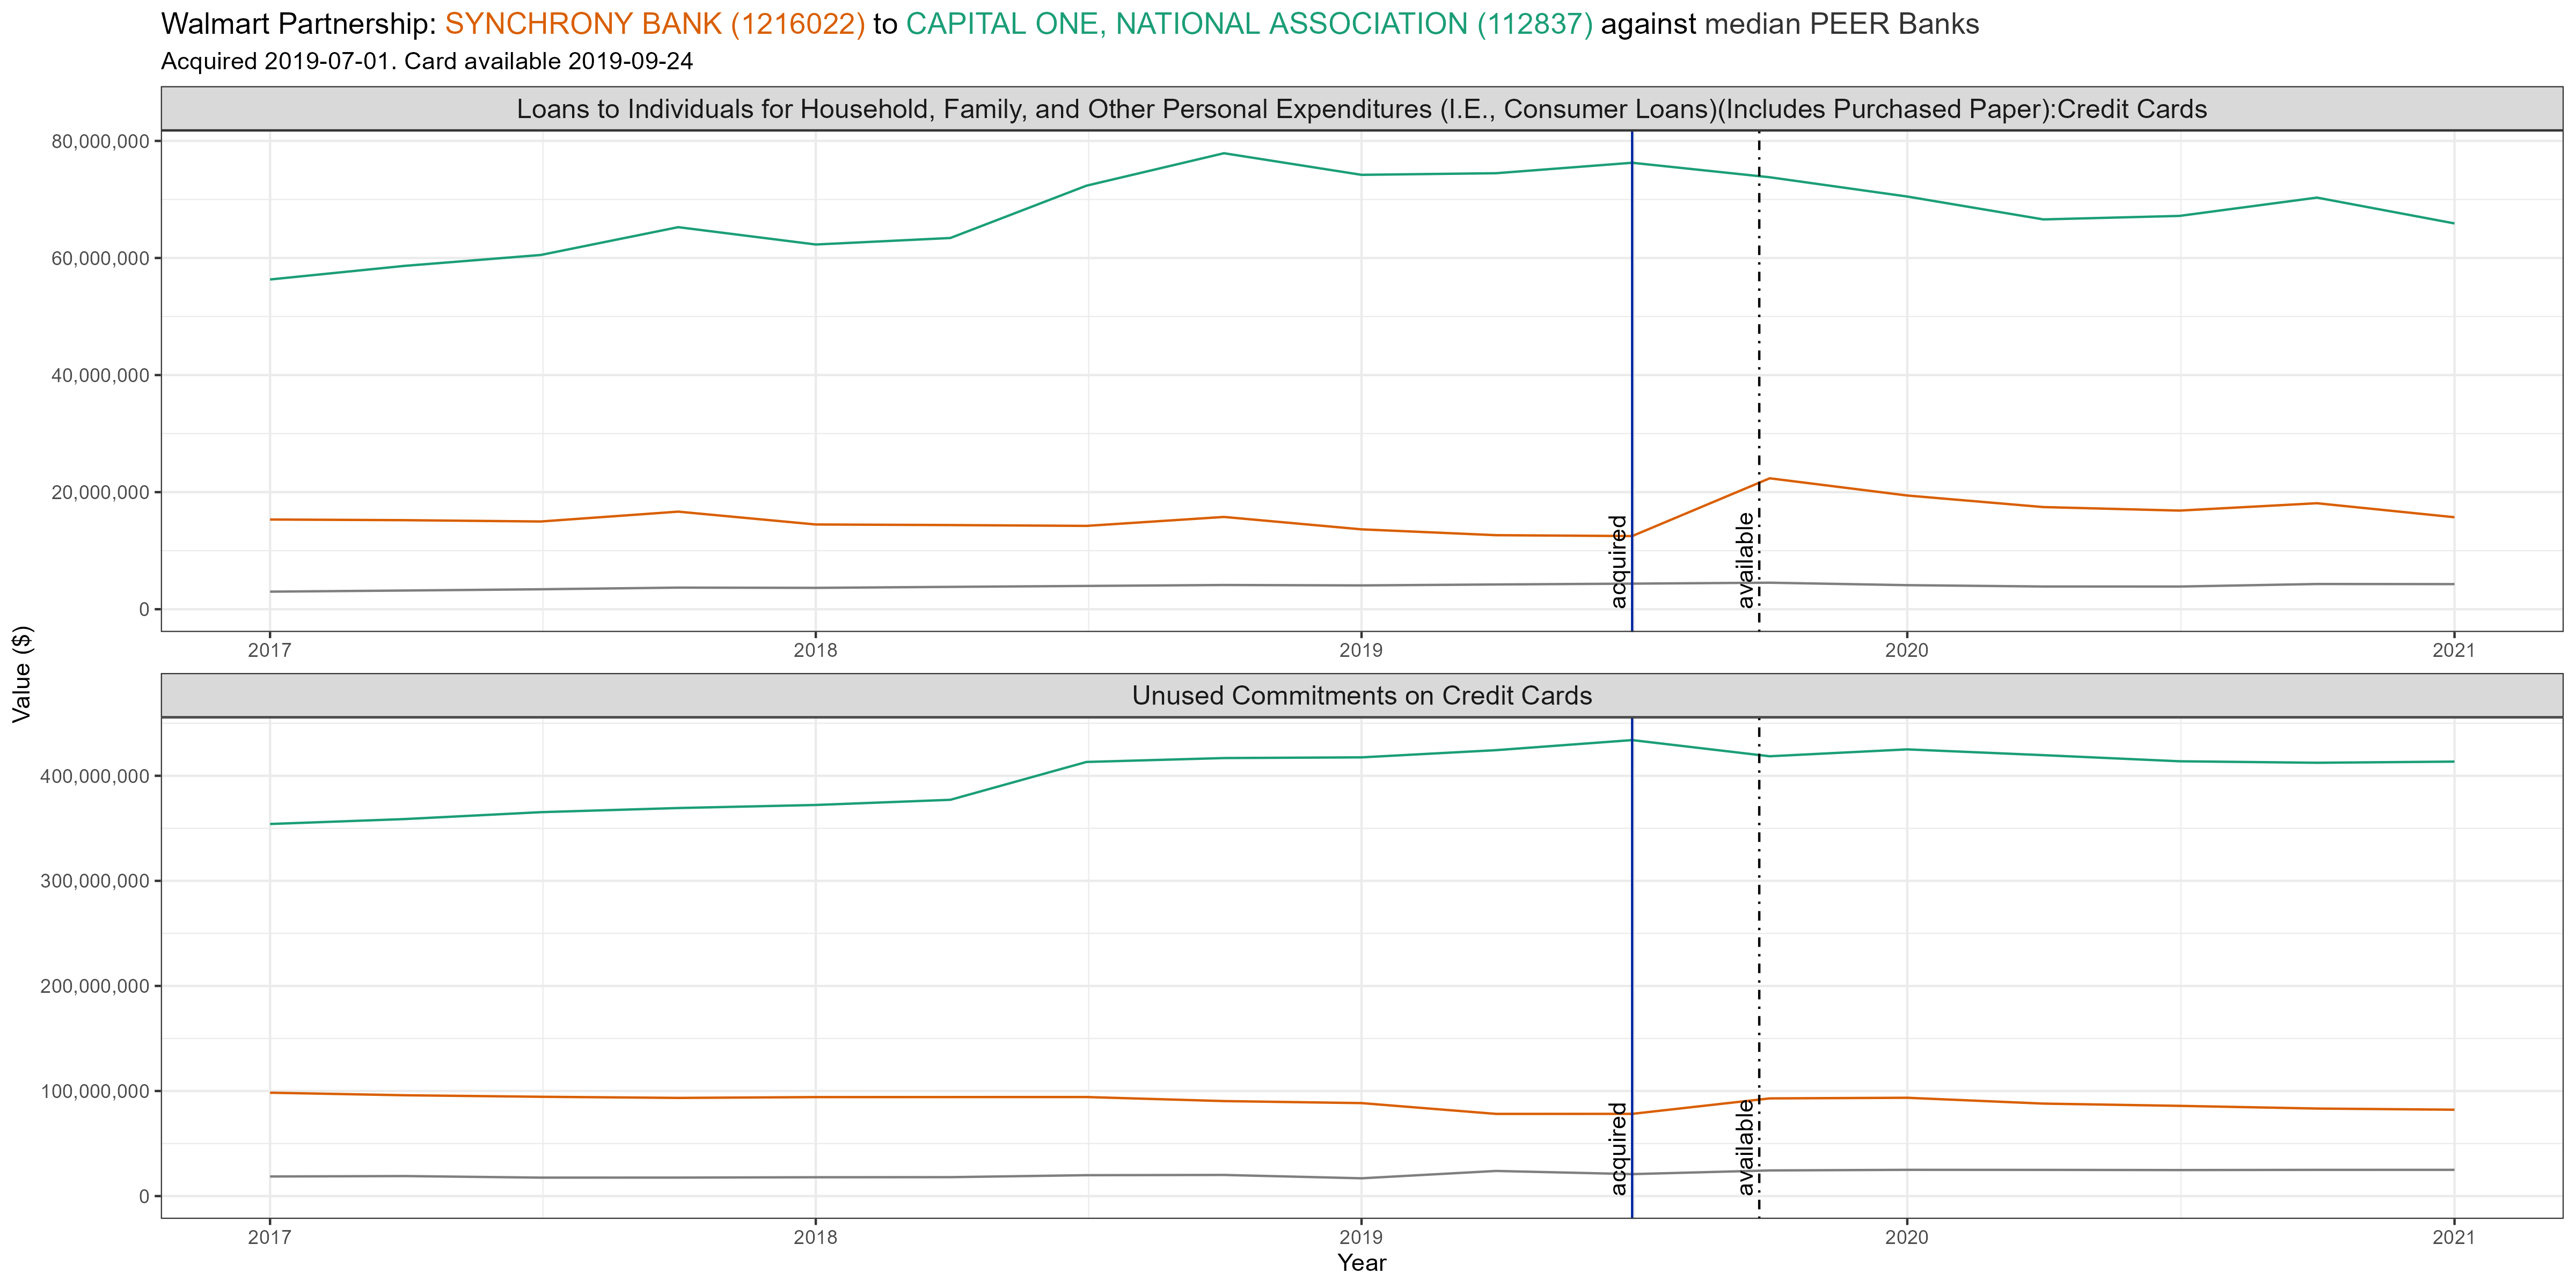 Walmart Partnership: SYNCHRONY BANK (1216022) to CAPITAL ONE, NATIONAL ASSOCIATION (112837) against median PEER Banks
Acquired 2019-07-01. Card available 2019-09-24
Loans to Individuals for Household, Family, and Other Personal Expenditures (I.E., Consumer Loans)(Includes Purchased Paper):Credit Cards
80,000,000
60,000,000
40,000,000
20,000,000
0
acquired
available
2017 2018 2019 2020 2021
Value ($)
Unused Commitments on Credit Cards
400,000,000
300,000,000
200,000,000
100,000,000
0
acquired
available
2017 2018 2019 2020 2021
Year